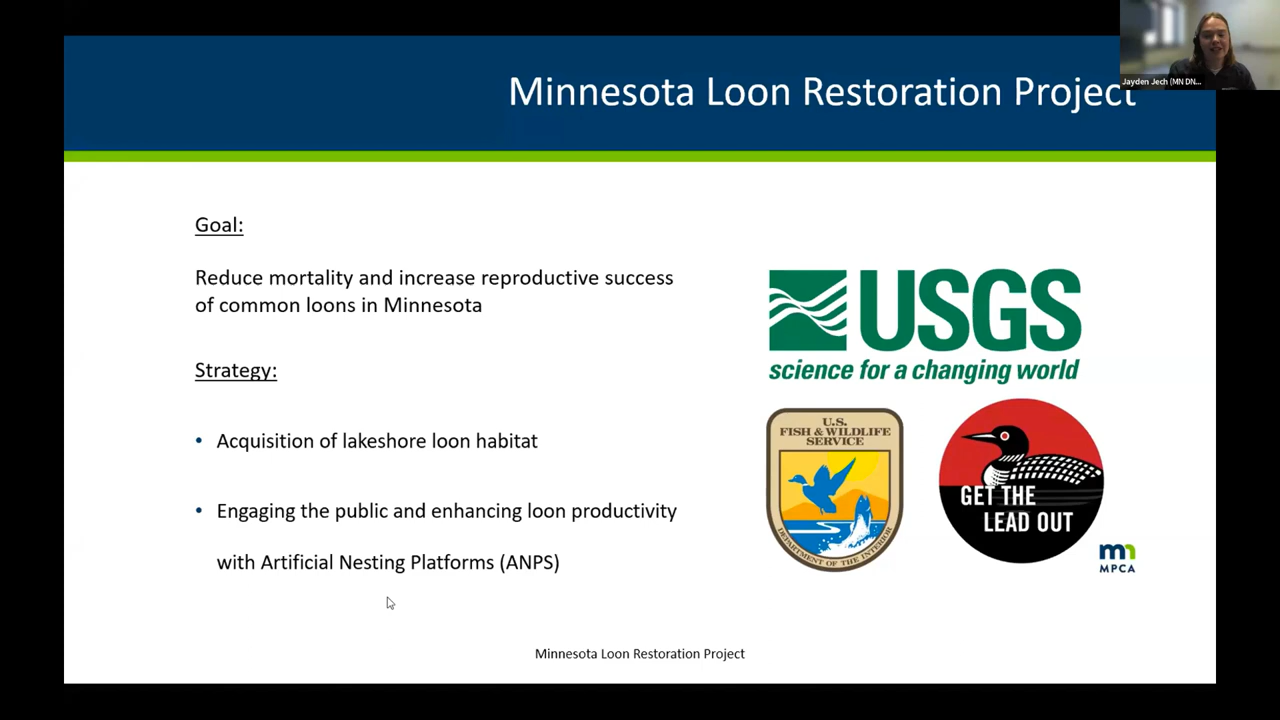 Minnesota Loon Restoration Project
Jayden Jech (MN DN...
Goal:
Reduce mortality and increase reproductive success
of common loons in Minnesota
Strategy:
• Acquisition of lakeshore loon habitat
• Engaging the public and enhancing loon productivity
with Artificial Nesting Platforms (ANPS)
USGS
science for a changing world
U.S.
FISH & WILDLIFE
SERVICE
DEPARTMENT OF THE INTERIOR
GET THE
LEAD OUT
mn
MPCA
Minnesota Loon Restoration Project